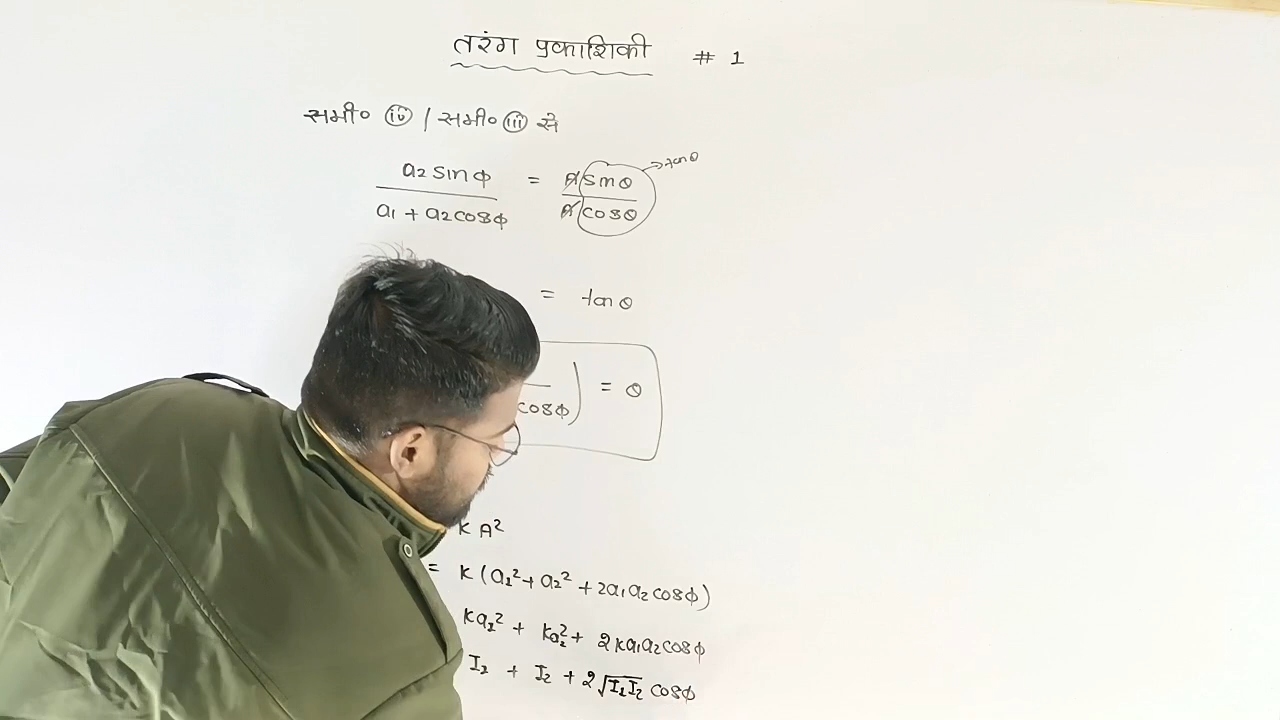 तरंग प्रकाशिकी # 1
समी० (iv) / समी० (iii) से
a₂ sinϕ / a₁ + a₂cosϕ = A sinθ / A cosθ → tanθ
= tanθ
cosϕ) = θ
K A²
= K (a₁² + a₂² + 2a₁a₂cosϕ)
Ka₁² + Ka₂² + 2Ka₁a₂cosϕ
I₁ + I₂ + 2√I₁I₂ cosϕ